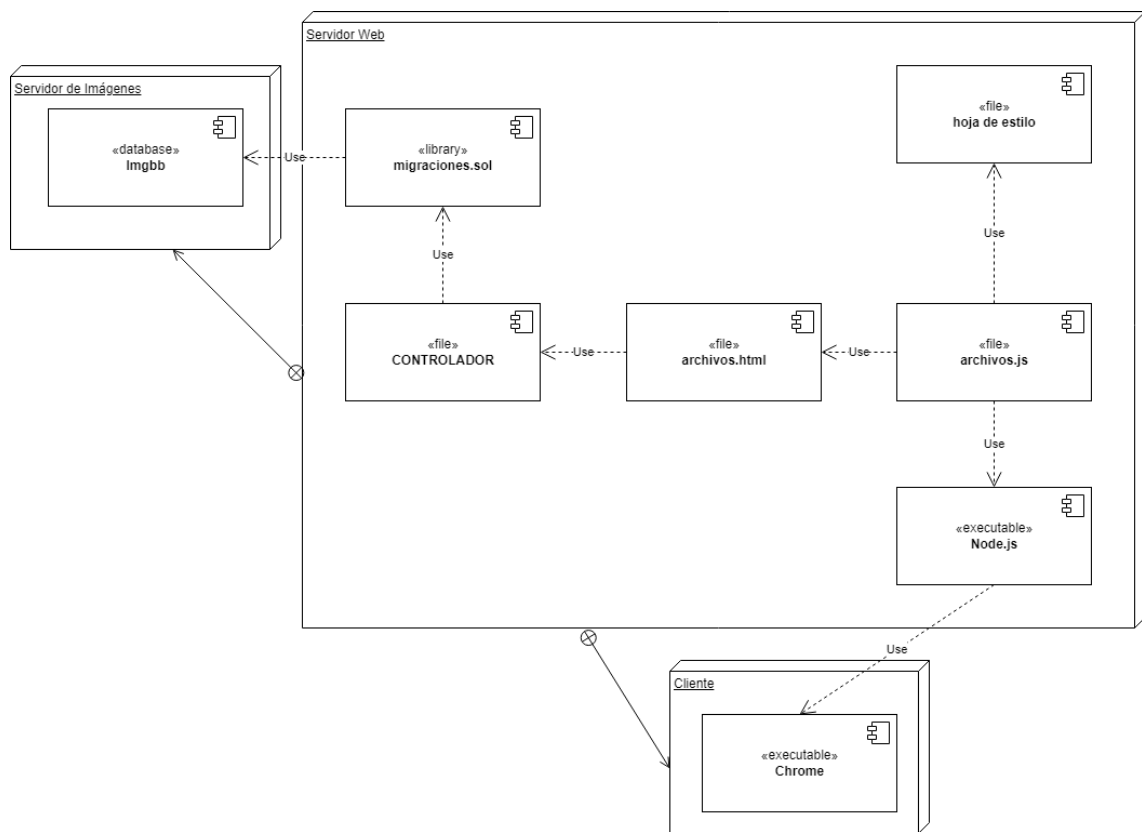 Servidor Web
Servidor de Imágenes
«database»
Imgbb
Use
«library»
migraciones.sol
«file»
hoja de estilo
Use
Use
«file»
CONTROLADOR
Use
«file»
archivos.html
Use
«file»
archivos.js
Use
«executable»
Node.js
Use
Cliente
«executable»
Chrome